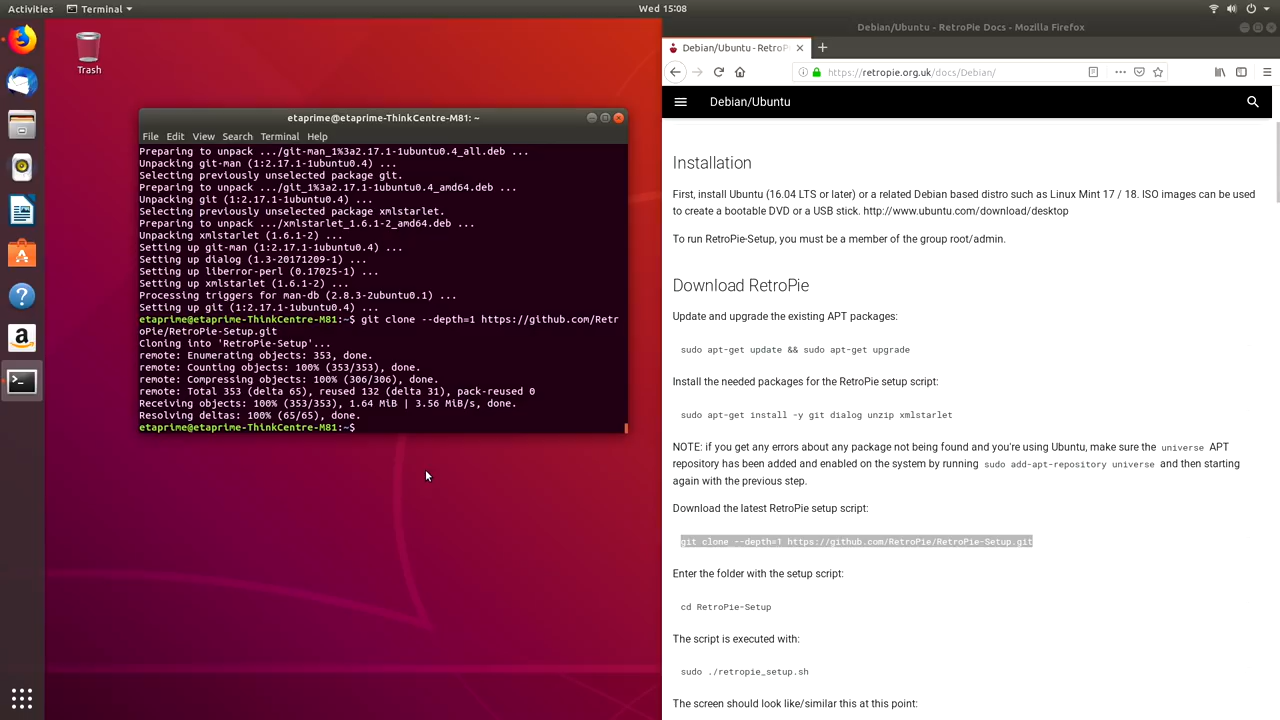 Activities
Terminal
Wed 15:08
Trash
etaprime@etaprime-ThinkCentre-M81: ~
File Edit View Search Terminal Help
Preparing to unpack .../git-man_1%3a2.17.1-1ubuntu0.4_all.deb ...
Unpacking git-man (1:2.17.1-1ubuntu0.4) ...
Selecting previously unselected package git.
Preparing to unpack .../git_1%3a2.17.1-1ubuntu0.4_amd64.deb ...
Unpacking git (1:2.17.1-1ubuntu0.4) ...
Selecting previously unselected package xmlstarlet.
Preparing to unpack .../xmlstarlet_1.6.1-2_amd64.deb ...
Unpacking xmlstarlet (1.6.1-2) ...
Setting up git-man (1:2.17.1-1ubuntu0.4) ...
Setting up dialog (1.3-20171209-1) ...
Setting up liberror-perl (0.17025-1) ...
Setting up xmlstarlet (1.6.1-2) ...
Processing triggers for man-db (2.8.3-2ubuntu0.1) ...
Setting up git (1:2.17.1-1ubuntu0.4) ...
etaprime@etaprime-ThinkCentre-M81:~$ git clone --depth=1 https://github.com/Retr
oPie/RetroPie-Setup.git
Cloning into 'RetroPie-Setup'...
remote: Enumerating objects: 353, done.
remote: Counting objects: 100% (353/353), done.
remote: Compressing objects: 100% (306/306), done.
remote: Total 353 (delta 65), reused 132 (delta 31), pack-reused 0
Receiving objects: 100% (353/353), 1.64 MiB | 3.56 MiB/s, done.
Resolving deltas: 100% (65/65), done.
etaprime@etaprime-ThinkCentre-M81:~$
Debian/Ubuntu - RetroPie Docs - Mozilla Firefox
Debian/Ubuntu - RetroPi
https://retropie.org.uk/docs/Debian/
Debian/Ubuntu
Installation
First, install Ubuntu (16.04 LTS or later) or a related Debian based distro such as Linux Mint 17 / 18. ISO images can be used
to create a bootable DVD or a USB stick. http://www.ubuntu.com/download/desktop
To run RetroPie-Setup, you must be a member of the group root/admin.
Download RetroPie
Update and upgrade the existing APT packages:
sudo apt-get update && sudo apt-get upgrade
Install the needed packages for the RetroPie setup script:
sudo apt-get install -y git dialog unzip xmlstarlet
NOTE: if you get any errors about any package not being found and you're using Ubuntu, make sure the universe APT
repository has been added and enabled on the system by running sudo add-apt-repository universe and then starting
again with the previous step.
Download the latest RetroPie setup script:
git clone --depth=1 https://github.com/RetroPie/RetroPie-Setup.git
Enter the folder with the setup script:
cd RetroPie-Setup
The script is executed with:
sudo ./retropie_setup.sh
The screen should look like/similar this at this point: